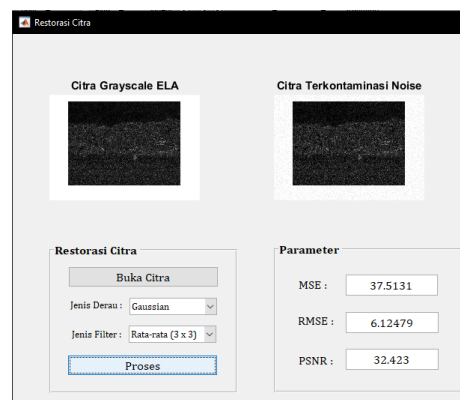 Restorasi Citra
Citra Grayscale ELA
Citra Terkontaminasi Noise
Restorasi Citra
Buka Citra
Jenis Derau : Gaussian
Jenis Filter : Rata-rata (3 x 3)
Proses
Parameter
MSE : 37.5131
RMSE : 6.12479
PSNR : 32.423